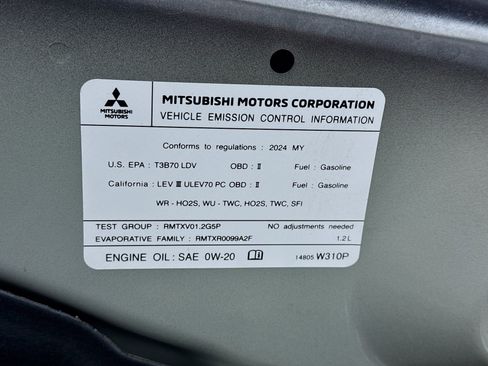 MITSUBISHI MOTORS
MITSUBISHI MOTORS CORPORATION
VEHICLE EMISSION CONTROL INFORMATION
Conforms to regulations : 2024 MY
U.S. EPA : T3B70 LDV OBD : II Fuel : Gasoline
California : LEV III ULEV70 PC OBD : II Fuel : Gasoline
WR - HO2S, WU - TWC, HO2S, TWC, SFI
TEST GROUP : RMTXV01.2G5P NO adjustments needed
EVAPORATIVE FAMILY : RMTXR0099A2F 1.2 L
ENGINE OIL : SAE 0W-20 14805 W310P